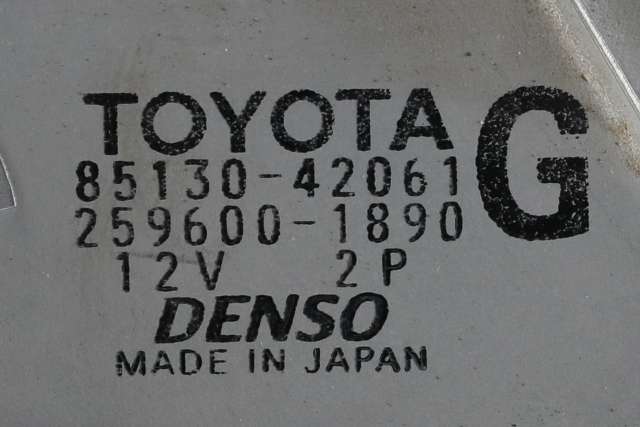 TOYOTA G
85130-42061
259600-1890
12V 2P
DENSO
MADE IN JAPAN